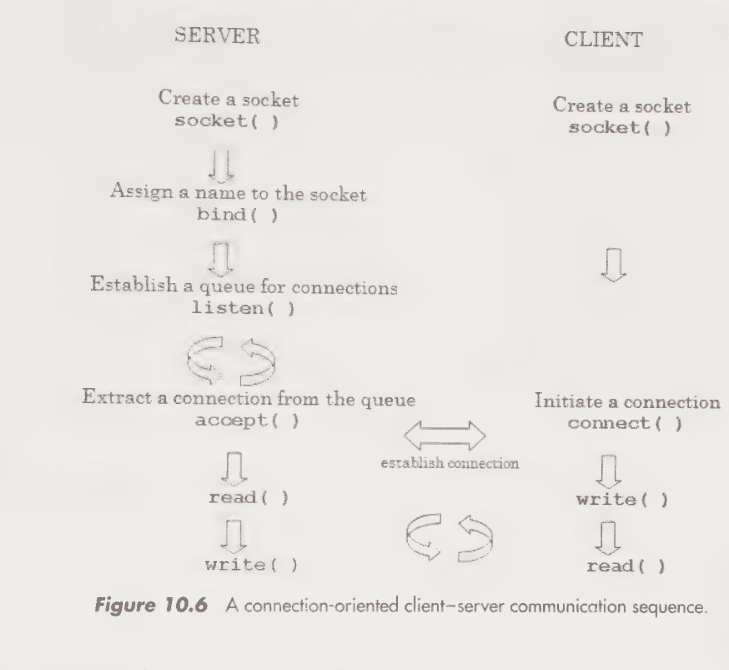 SERVER
CLIENT
Create a socket
socket( )
Create a socket
socket( )
Assign a name to the socket
bind( )
Establish a queue for connections
listen( )
Extract a connection from the queue
accept( )
Initiate a connection
connect( )
establish connection
read( )
write( )
write( )
read( )
Figure 10.6 A connection-oriented client–server communication sequence.